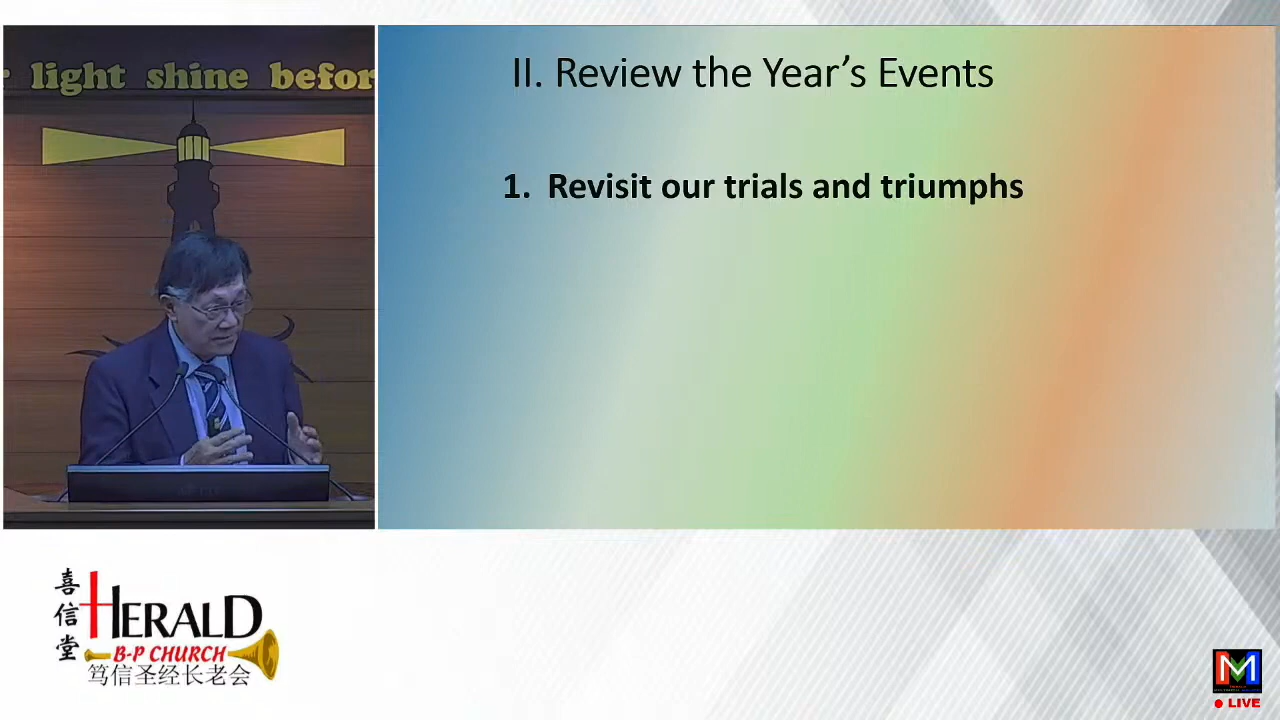 light shine befor
II. Review the Year’s Events
1. Revisit our trials and triumphs
喜信堂
HERALD
B-P CHURCH
笃信圣经长老会
M
LIVE